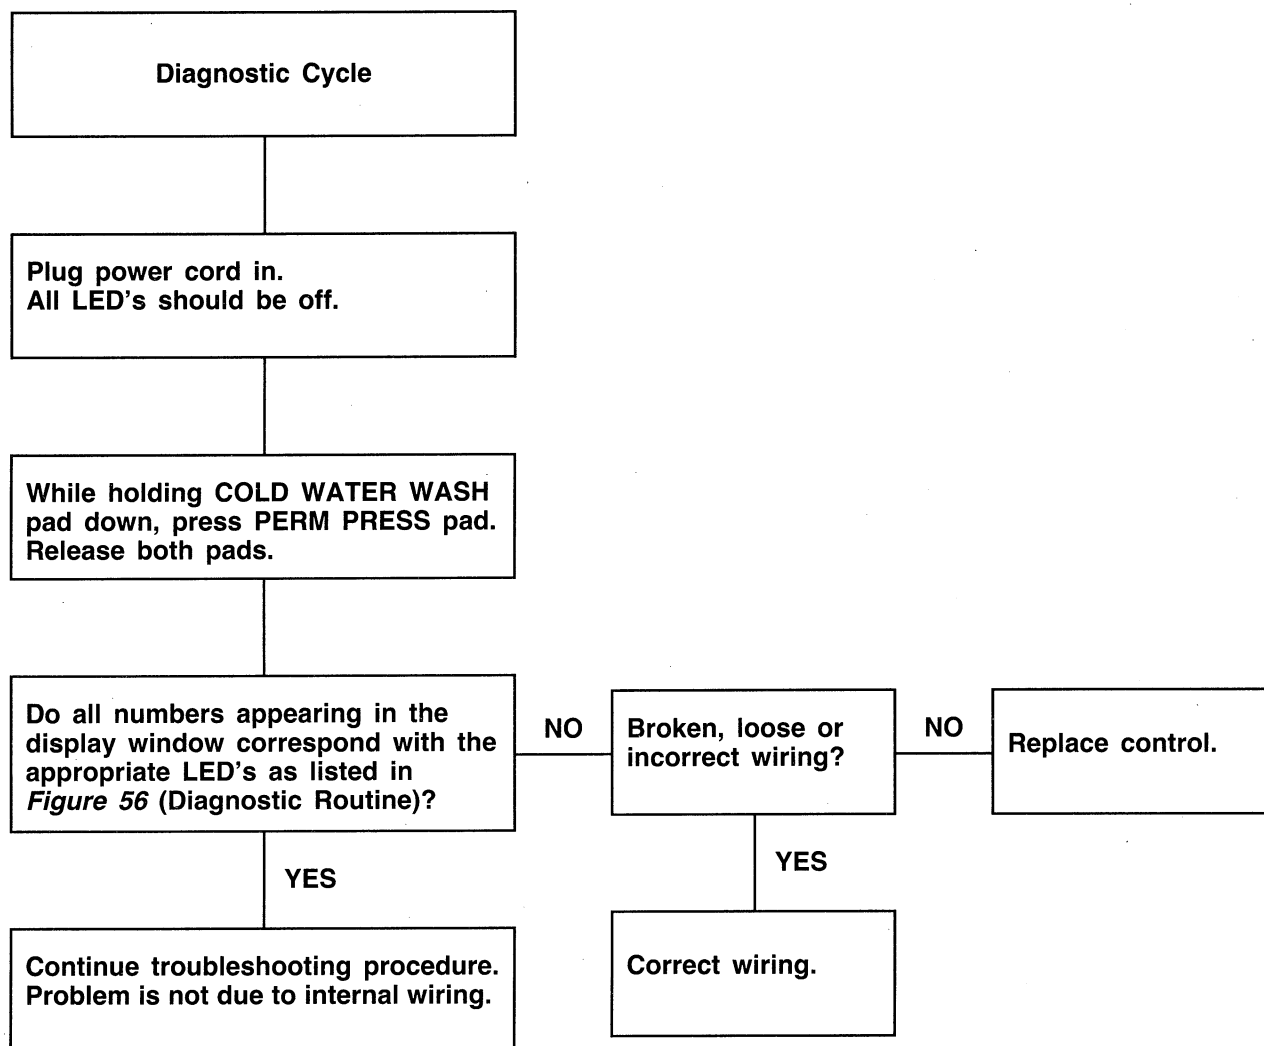 Diagnostic Cycle
Plug power cord in.
All LED's should be off.
While holding COLD WATER WASH
pad down, press PERM PRESS pad.
Release both pads.
Do all numbers appearing in the
display window correspond with the
appropriate LED's as listed in
Figure 56 (Diagnostic Routine)?
NO
Broken, loose or
incorrect wiring?
NO
Replace control.
YES
YES
Continue troubleshooting procedure.
Problem is not due to internal wiring.
Correct wiring.